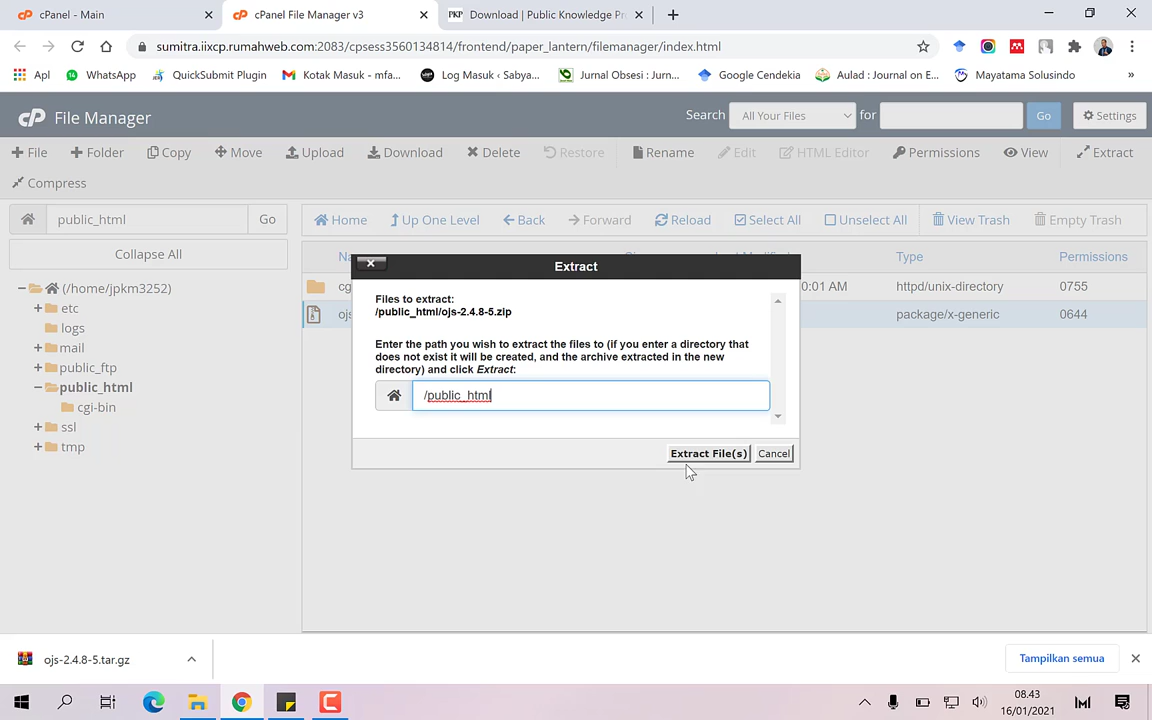 cPanel - Main
cPanel File Manager v3
PKP Download | Public Knowledge Pr
sumitra.iixcp.rumahweb.com:2083/cpsess3560134814/frontend/paper_lantern/filemanager/index.html
Apl
WhatsApp
QuickSubmit Plugin
Kotak Masuk - mfa...
Log Masuk ‹ Sabya...
Jurnal Obsesi : Jurn...
Google Cendekia
Aulad : Journal on E...
Mayatama Solusindo
»
cP File Manager
Search
All Your Files
for
Go
Settings
File
Folder
Copy
Move
Upload
Download
Delete
Restore
Rename
Edit
HTML Editor
Permissions
View
Extract
Compress
public_html
Go
Home
Up One Level
Back
Forward
Reload
Select All
Unselect All
View Trash
Empty Trash
Collapse All
Type
Permissions
(/home/jpkm3252)
etc
logs
mail
public_ftp
public_html
cgi-bin
ssl
tmp
cg
0:01 AM
httpd/unix-directory
0755
ojs
package/x-generic
0644
Extract
Files to extract:
/public_html/ojs-2.4.8-5.zip
Enter the path you wish to extract the files to (if you enter a directory that
does not exist it will be created, and the archive extracted in the new
directory) and click Extract:
/public_html
Extract File(s)
Cancel
ojs-2.4.8-5.tar.gz
Tampilkan semua
08.43
16/01/2021